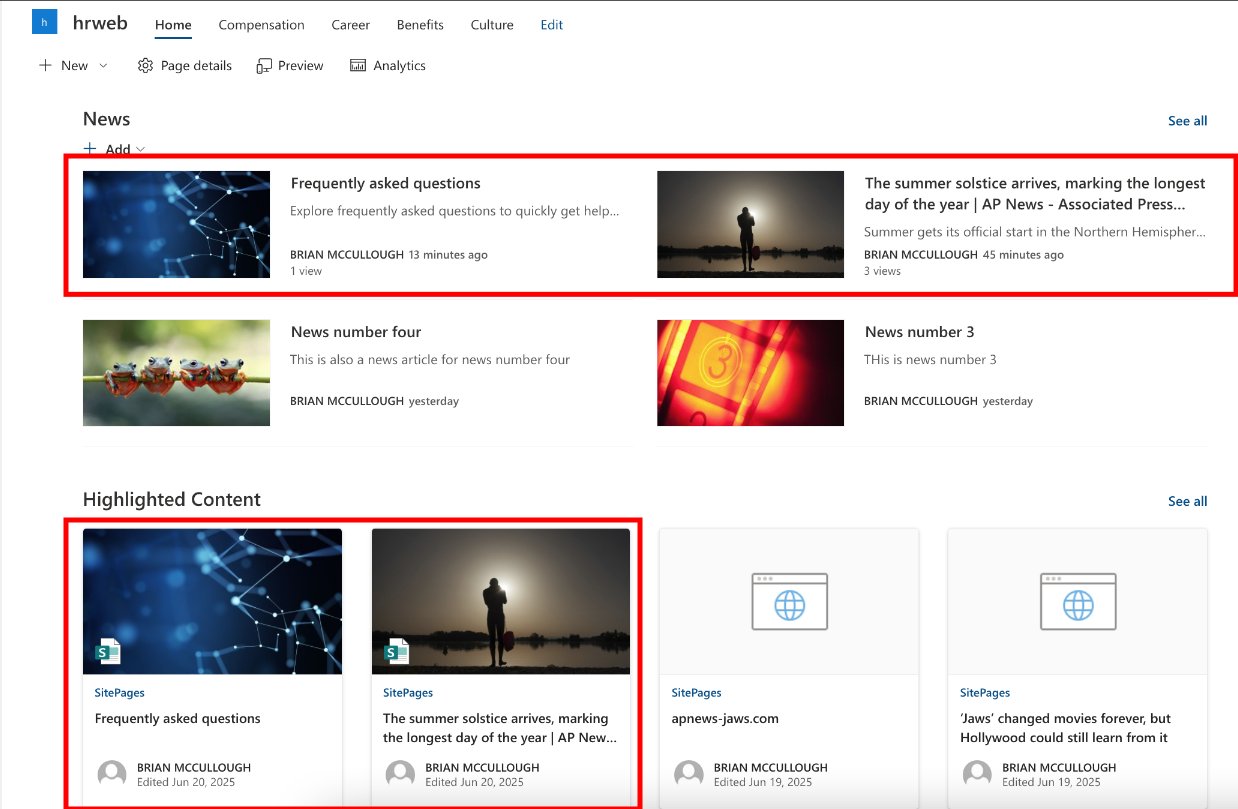 h hrweb Home Compensation Career Benefits Culture Edit
New Page details Preview Analytics
News See all
Add
Frequently asked questions
Explore frequently asked questions to quickly get help...
BRIAN MCCULLOUGH 13 minutes ago
1 view
The summer solstice arrives, marking the longest
day of the year | AP News - Associated Press...
Summer gets its official start in the Northern Hemispher...
BRIAN MCCULLOUGH 45 minutes ago
3 views
News number four
This is also a news article for news number four
BRIAN MCCULLOUGH yesterday
3
2
News number 3
THis is news number 3
BRIAN MCCULLOUGH yesterday
Highlighted Content See all
S
SitePages
Frequently asked questions
BRIAN MCCULLOUGH
Edited Jun 20, 2025
S
SitePages
The summer solstice arrives, marking
the longest day of the year | AP New...
BRIAN MCCULLOUGH
Edited Jun 20, 2025
SitePages
apnews-jaws.com
BRIAN MCCULLOUGH
Edited Jun 19, 2025
SitePages
‘Jaws’ changed movies forever, but
Hollywood could still learn from it
BRIAN MCCULLOUGH
Edited Jun 19, 2025